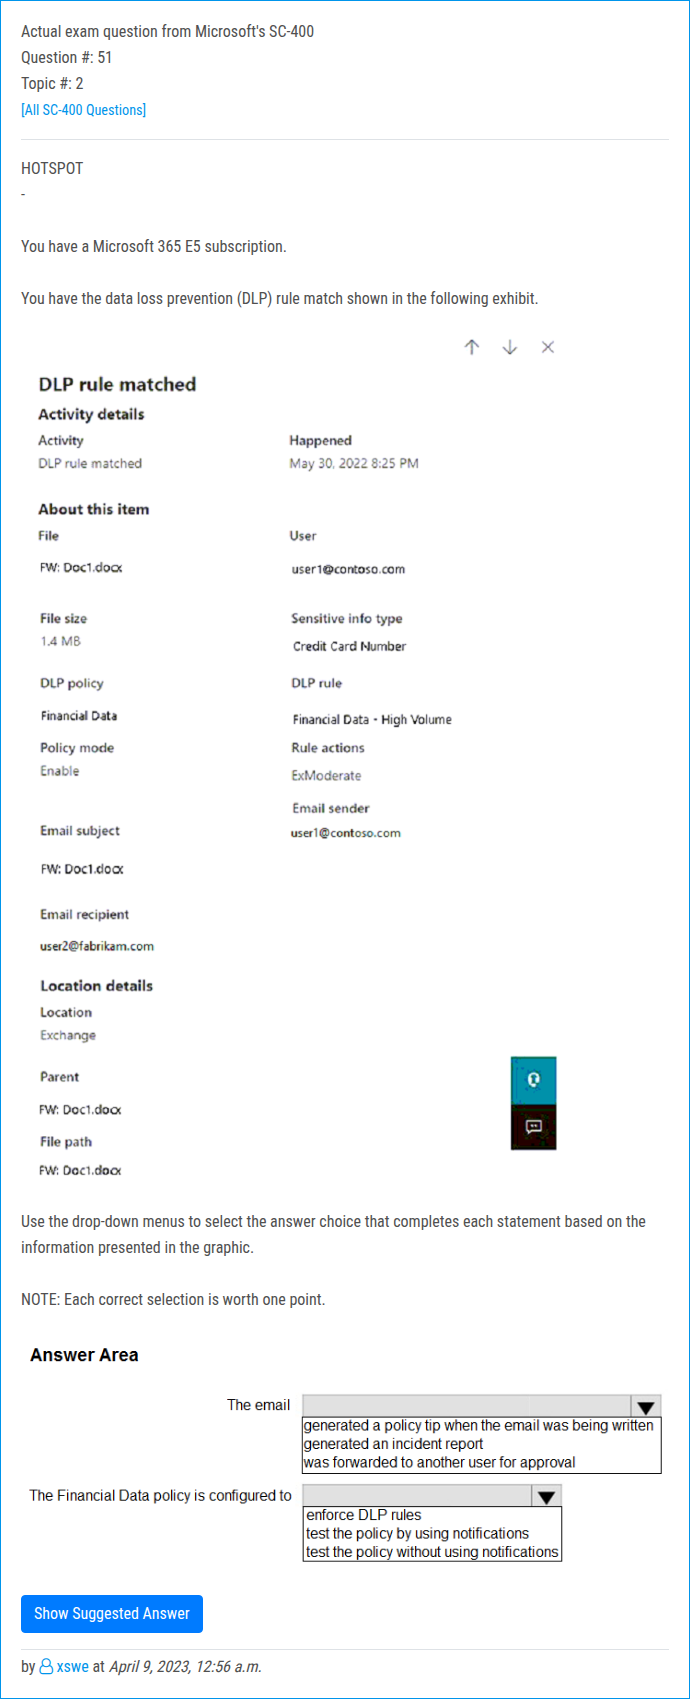 Actual exam question from Microsoft's SC-400
Question #: 51
Topic #: 2
[All SC-400 Questions]
HOTSPOT
-
You have a Microsoft 365 E5 subscription.
You have the data loss prevention (DLP) rule match shown in the following exhibit.
DLP rule matched
Activity details
Activity Happened
DLP rule matched May 30, 2022 8:25 PM
About this item
File User
FW: Doc1.docx user1@contoso.com
File size Sensitive info type
1.4 MB Credit Card Number
DLP policy DLP rule
Financial Data Financial Data - High Volume
Policy mode Rule actions
Enable ExModerate
Email sender
Email subject user1@contoso.com
FW: Doc1.docx
Email recipient
user2@fabrikam.com
Location details
Location
Exchange
Parent
FW: Doc1.docx
File path
FW: Doc1.docx
Use the drop-down menus to select the answer choice that completes each statement based on the
information presented in the graphic.
NOTE: Each correct selection is worth one point.
Answer Area
The email
generated a policy tip when the email was being written
generated an incident report
was forwarded to another user for approval
The Financial Data policy is configured to
enforce DLP rules
test the policy by using notifications
test the policy without using notifications
Show Suggested Answer
by xswe at April 9, 2023, 12:56 a.m.